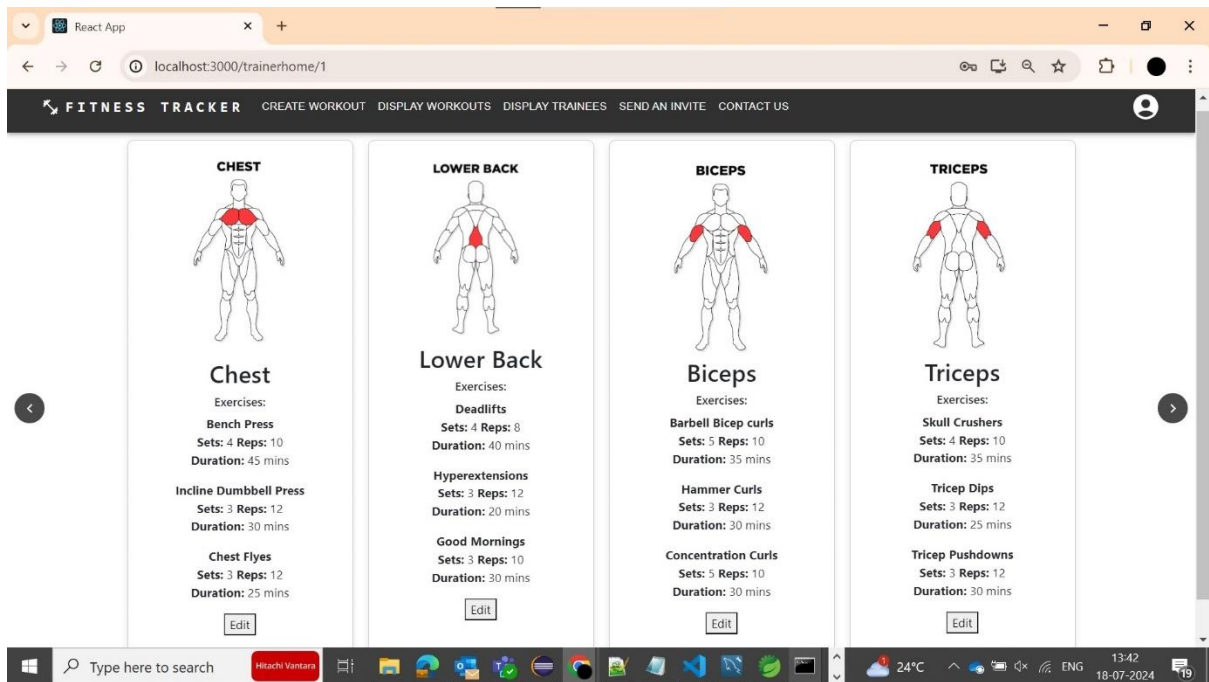 React App
localhost:3000/trainerhome/1
FITNESS TRACKER CREATE WORKOUT DISPLAY WORKOUTS DISPLAY TRAINEES SEND AN INVITE CONTACT US
CHEST
Chest
Exercises:
Bench Press
Sets: 4 Reps: 10
Duration: 45 mins
Incline Dumbbell Press
Sets: 3 Reps: 12
Duration: 30 mins
Chest Flyes
Sets: 3 Reps: 12
Duration: 25 mins
Edit
LOWER BACK
Lower Back
Exercises:
Deadlifts
Sets: 4 Reps: 8
Duration: 40 mins
Hyperextensions
Sets: 3 Reps: 12
Duration: 20 mins
Good Mornings
Sets: 3 Reps: 10
Duration: 30 mins
Edit
BICEPS
Biceps
Exercises:
Barbell Bicep curls
Sets: 5 Reps: 10
Duration: 35 mins
Hammer Curls
Sets: 3 Reps: 12
Duration: 30 mins
Concentration Curls
Sets: 5 Reps: 10
Duration: 30 mins
Edit
TRICEPS
Triceps
Exercises:
Skull Crushers
Sets: 4 Reps: 10
Duration: 35 mins
Tricep Dips
Sets: 3 Reps: 12
Duration: 25 mins
Tricep Pushdowns
Sets: 3 Reps: 12
Duration: 30 mins
Edit
Type here to search
Hitachi Vantara
24°C
ENG
13:42
18-07-2024
19